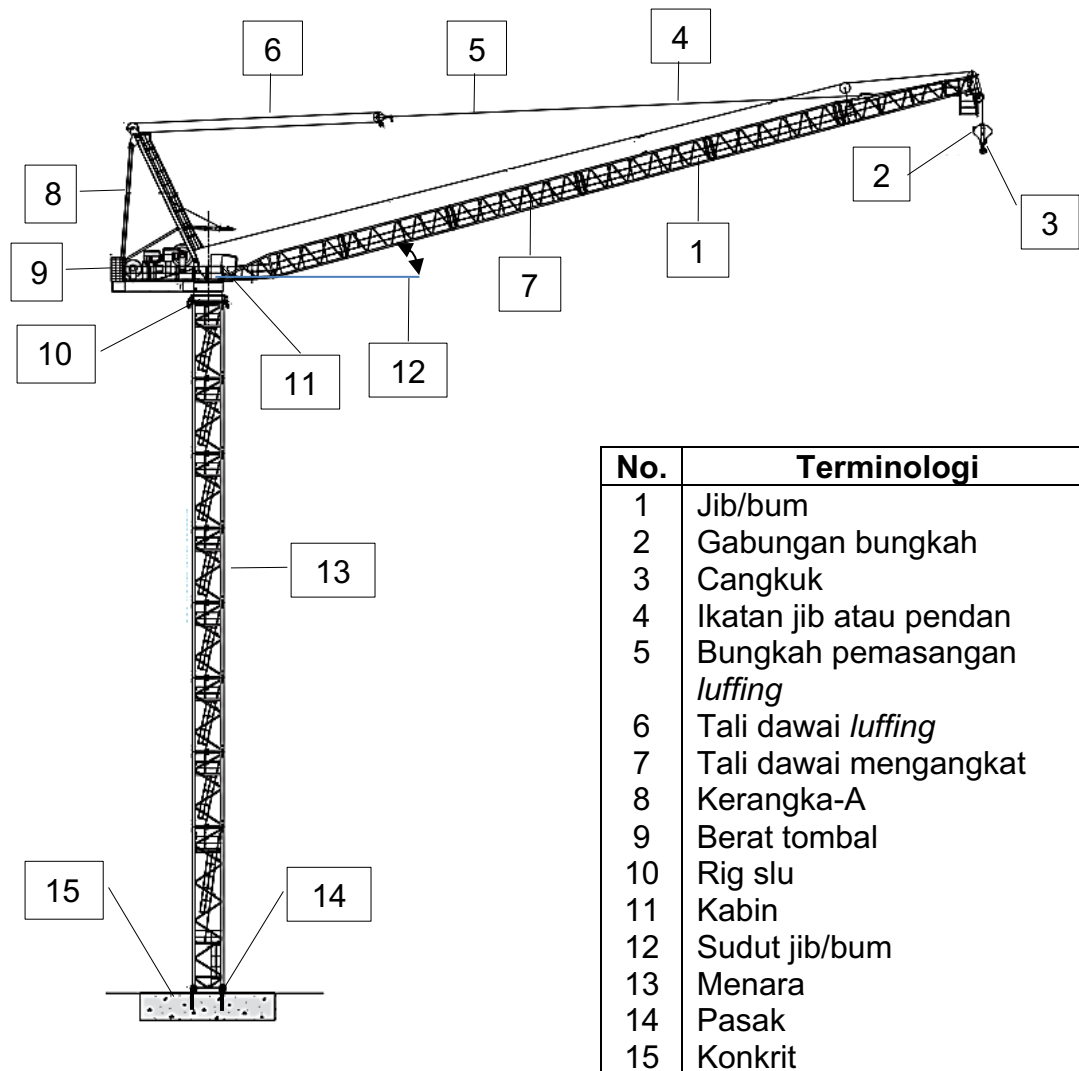 6
5
4
8
2
3
9
1
7
10
11
12
13
15
14
No. Terminologi
1 Jib/bum
2 Gabungan bungkah
3 Cangkuk
4 Ikatan jib atau pendan
5 Bungkah pemasangan
luffing
6 Tali dawai luffing
7 Tali dawai mengangkat
8 Kerangka-A
9 Berat tombal
10 Rig slu
11 Kabin
12 Sudut jib/bum
13 Menara
14 Pasak
15 Konkrit